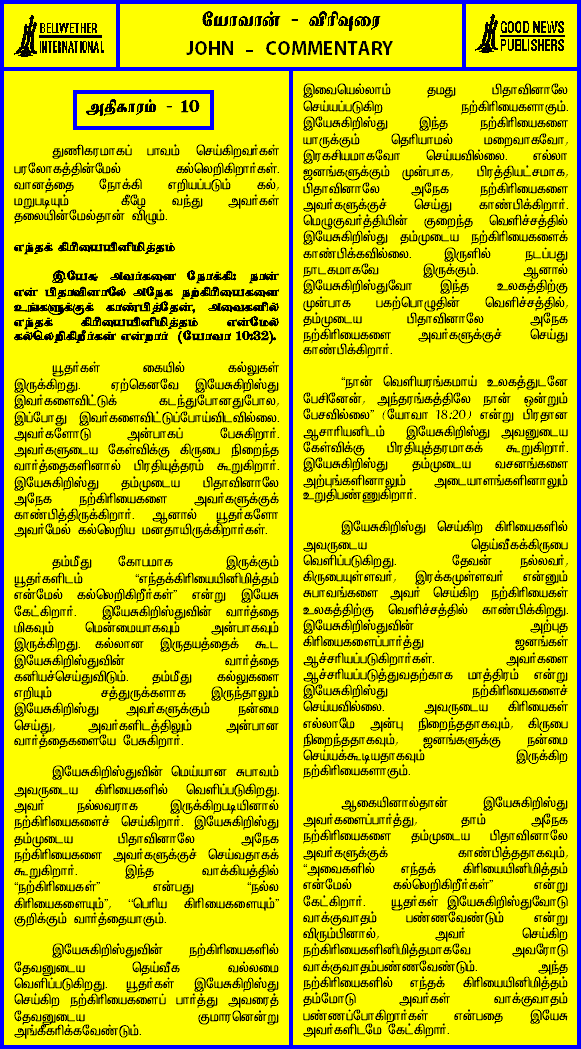 BELWETHER
INTERNATIONAL
யோவான் - விரிவுரை
JOHN - COMMENTARY
GOOD NEWS
PUBLISHERS
அதிகாரம் - 10
துணிகரமாகப் பாவம் செய்கிறவர்கள்
பரலோகத்தின்மேல் கல்லெறிகிறார்கள்.
வானத்தை நோக்கி எறியப்படும் கல்,
மறுபடியும் கீழே வந்து அவர்கள்
தலையின்மேல்தான் விழும்.
எந்தக் கிரியையினிமித்தம்
இயேசு அவர்களை நோக்கி: நான்
என் பிதாவினாலே அநேக நற்கிரியைகளை
உங்களுக்குக் காண்பித்தேன், அவைகளில்
எந்தக் கிரியையினிமித்தம் என்மேல்
கல்லெறிகிறீர்கள் என்றார் (யோவா 10:32).
யூதர்கள் கையில் கல்லுகள்
இருக்கிறது. ஏற்கெனவே இயேசுகிறிஸ்து
இவர்களைவிட்டுக் கடந்துபோனதுபோல,
இப்போது இவர்களைவிட்டுப்போய்விடவில்லை.
அவர்களோடு அன்பாகப் பேசுகிறார்.
அவர்களுடைய கேள்விக்கு கிருபை நிறைந்த
வார்த்தைகளினால் பிரதியுத்தரம் கூறுகிறார்.
இயேசுகிறிஸ்து தம்முடைய பிதாவினாலே
அநேக நற்கிரியைகளை அவர்களுக்குக்
காண்பித்திருக்கிறார். ஆனால் யூதர்களோ
அவர்மேல் கல்லெறிய மனதாயிருக்கிறார்கள்.
தம்மீது கோபமாக இருக்கும்
யூதர்களிடம் “எந்தக்கிரியையினிமித்தம்
என்மேல் கல்லெறிகிறீர்கள்” என்று இயேசு
கேட்கிறார். இயேசுகிறிஸ்துவின் வார்த்தை
மிகவும் மென்மையாகவும் அன்பாகவும்
இருக்கிறது. கல்லான இருதயத்தைக் கூட
இயேசுகிறிஸ்துவின் வார்த்தை
கனியச்செய்துவிடும். தம்மீது கல்லுகளை
எறியும் சத்துருக்களாக இருந்தாலும்
இயேசுகிறிஸ்து அவர்களுக்கும் நன்மை
செய்து, அவர்களிடத்திலும் அன்பான
வார்த்தைகளையே பேசுகிறார்.
இயேசுகிறிஸ்துவின் மெய்யான சுபாவம்
அவருடைய கிரியைகளில் வெளிப்படுகிறது.
அவர் நல்லவராக இருக்கிறபடியினால்
நற்கிரியைகளைச் செய்கிறார். இயேசுகிறிஸ்து
தம்முடைய பிதாவினாலே அநேக
நற்கிரியைகளை அவர்களுக்குச் செய்வதாகக்
கூறுகிறார். இந்த வாக்கியத்தில்
“நற்கிரியைகள்” என்பது “நல்ல
கிரியைகளையும்”, “பெரிய கிரியைகளையும்”
குறிக்கும் வார்த்தையாகும்.
இயேசுகிறிஸ்துவின் நற்கிரியைகளில்
தேவனுடைய தெய்வீக வல்லமை
வெளிப்படுகிறது. யூதர்கள் இயேசுகிறிஸ்து
செய்கிற நற்கிரியைகளைப் பார்த்து அவரைத்
தேவனுடைய குமாரனென்று
அங்கீகரிக்கவேண்டும்.
இவையெல்லாம் தமது பிதாவினாலே
செய்யப்படுகிற நற்கிரியைகளாகும்.
இயேசுகிறிஸ்து இந்த நற்கிரியைகளை
யாருக்கும் தெரியாமல் மறைவாகவோ,
இரகசியமாகவோ செய்யவில்லை. எல்லா
ஜனங்களுக்கும் முன்பாக, பிரத்தியட்சமாக,
பிதாவினாலே அநேக நற்கிரியைகளை
அவர்களுக்குச் செய்து காண்பிக்கிறார்.
மெழுகுவர்த்தியின் குறைந்த வெளிச்சத்தில்
இயேசுகிறிஸ்து தம்முடைய நற்கிரியைகளைக்
காண்பிக்கவில்லை. இருளில் நடப்பது
நாடகமாகவே இருக்கும். ஆனால்
இயேசுகிறிஸ்துவோ இந்த உலகத்திற்கு
முன்பாக பகற்பொழுதின் வெளிச்சத்தில்,
தம்முடைய பிதாவினாலே அநேக
நற்கிரியைகளை அவர்களுக்குச் செய்து
காண்பிக்கிறார்.
“நான் வெளியரங்கமாய் உலகத்துடனே
பேசினேன், அந்தரங்கத்திலே நான் ஒன்றும்
பேசவில்லை” (யோவா 18:20) என்று பிரதான
ஆசாரியனிடம் இயேசுகிறிஸ்து அவனுடைய
கேள்விக்கு பிரதியுத்தரமாகக் கூறுகிறார்.
இயேசுகிறிஸ்து தம்முடைய வசனங்களை
அற்புங்களினாலும் அடையாளங்களினாலும்
உறுதிபண்ணுகிறார்.
இயேசுகிறிஸ்து செய்கிற கிரியைகளில்
அவருடைய தெய்வீகக்கிருபை
வெளிப்படுகிறது. தேவன் நல்லவர்,
கிருபையுள்ளவர், இரக்கமுள்ளவர் என்னும்
சுபாவங்களை அவர் செய்கிற நற்கிரியைகள்
உலகத்திற்கு வெளிச்சத்தில் காண்பிக்கிறது.
இயேசுகிறிஸ்துவின் அற்புத
கிரியைகளைப்பார்த்து ஜனங்கள்
ஆச்சரியப்படுகிறார்கள். அவர்களை
ஆச்சரியப்படுத்துவதற்காக மாத்திரம் என்று
இயேசுகிறிஸ்து நற்கிரியைகளைச்
செய்யவில்லை. அவருடைய கிரியைகள்
எல்லாமே அன்பு நிறைந்ததாகவும், கிருபை
நிறைந்ததாகவும், ஜனங்களுக்கு நன்மை
செய்யக்கூடியதாகவும் இருக்கிற
நற்கிரியைகளாகும்.
ஆகையினால்தான் இயேசுகிறிஸ்து
அவர்களைப்பார்த்து, தாம் அநேக
நற்கிரியைகளை தம்முடைய பிதாவினாலே
அவர்களுக்குக் காண்பித்ததாகவும்,
“அவைகளில் எந்தக் கிரியையினிமித்தம்
என்மேல் கல்லெறிகிறீர்கள்” என்று
கேட்கிறார். யூதர்கள் இயேசுகிறிஸ்துவோடு
வாக்குவாதம் பண்ணவேண்டும் என்று
விரும்பினால், அவர் செய்கிற
நற்கிரியைகளினிமித்தமாகவே அவரோடு
வாக்குவாதம்பண்ணவேண்டும். அந்த
நற்கிரியைகளில் எந்தக் கிரியையினிமித்தம்
தம்மோடு அவர்கள் வாக்குவாதம்
பண்ணப்போகிறார்கள் என்பதை இயேசு
அவர்களிடமே கேட்கிறார்.